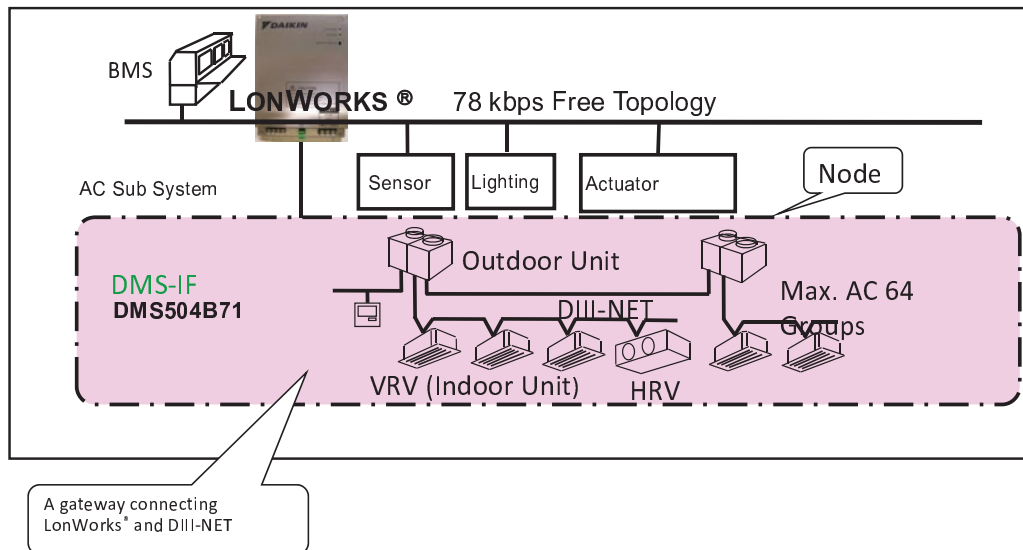 DAIKIN
BMS
LONWORKS ® 78 kbps Free Topology
Sensor
Lighting
Actuator
Node
AC Sub System
Outdoor Unit
DMS-IF
DMS504B71
Max. AC 64
Groups
DIII-NET
VRV (Indoor Unit)
HRV
A gateway connecting
LonWorks® and DIII-NET